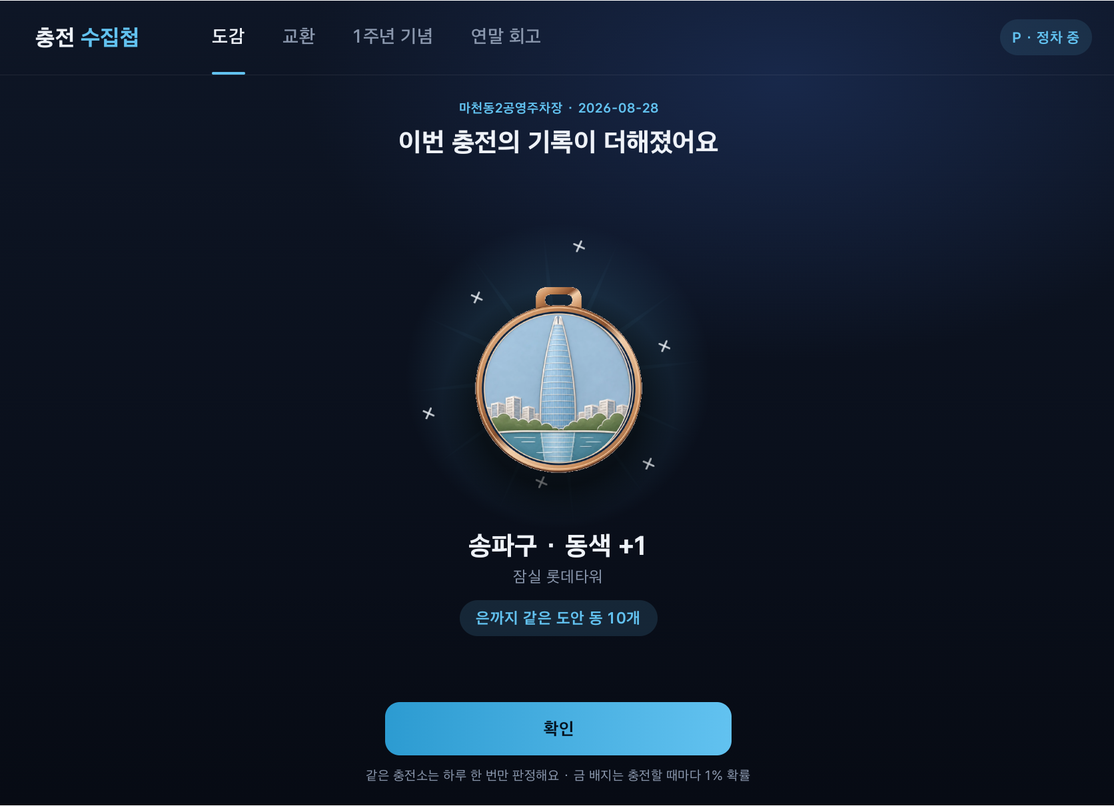 충전 수집첩
도감
교환
1주년 기념
연말 회고
P · 정차 중
마천동2공영주차장 · 2026-08-28
이번 충전의 기록이 더해졌어요
송파구 · 동색 +1
잠실 롯데타워
은까지 같은 도안 동 10개
확인
같은 충전소는 하루 한 번만 판정해요 · 금 배지는 충전할 때마다 1% 확률